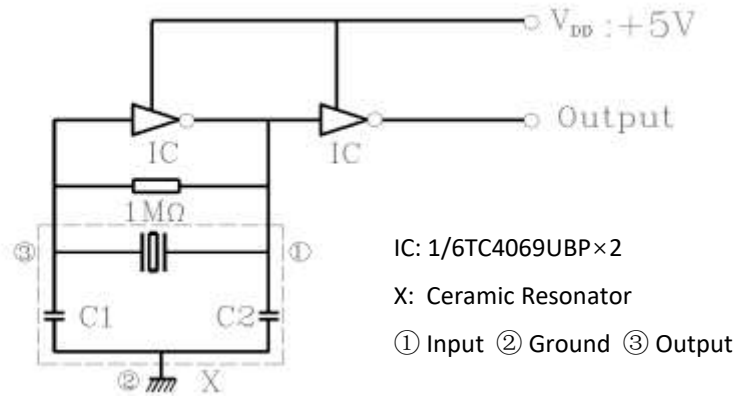 V_DD : +5V
Output
IC
IC
1MΩ
③
①
C1
C2
②
X
IC: 1/6TC4069UBP×2
X: Ceramic Resonator
① Input ② Ground ③ Output